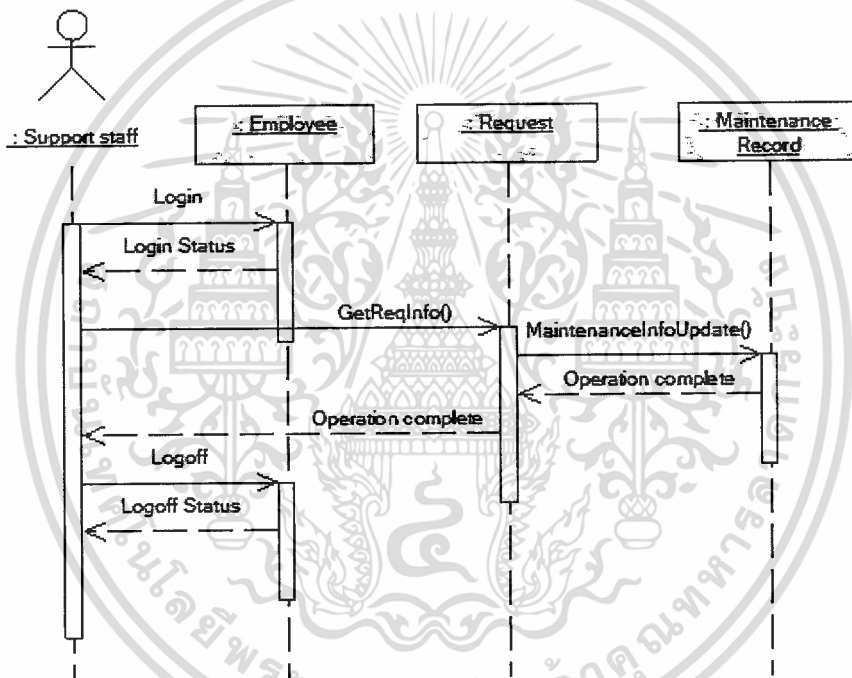 : Support staff
: Employee
: Request
: Maintenance
Record
Login
Login Status
GetReqInfo()
MaintenanceInfoUpdate()
Operation complete
Operation complete
Logoff
Logoff Status